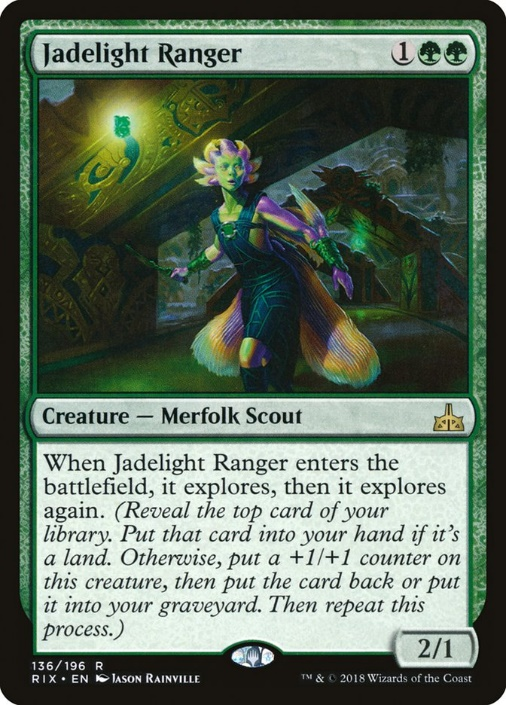 Jadelight Ranger 1
Creature — Merfolk Scout
When Jadelight Ranger enters the
battlefield, it explores, then it explores
again. (Reveal the top card of your
library. Put that card into your hand if it's
a land. Otherwise, put a +1/+1 counter on
this creature, then put the card back or put
it into your graveyard. Then repeat this
process.)
2/1
136/196 R
RIX • EN Jason Rainville
™ & © 2018 Wizards of the Coast